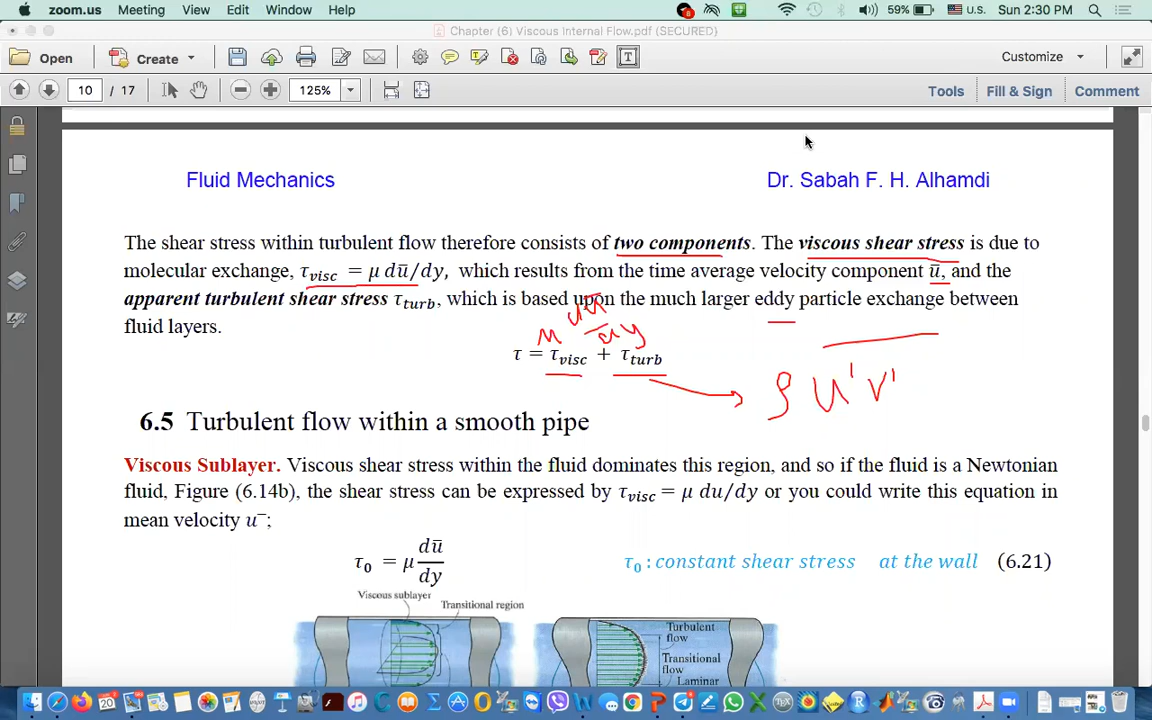 zoom.us Meeting View Edit Window Help 59% U.S. Sun 2:30 PM
Chapter (6) Viscous Internal Flow.pdf (SECURED)
Open Create Customize
10 / 17 125% Tools Fill & Sign Comment
Fluid Mechanics Dr. Sabah F. H. Alhamdi
The shear stress within turbulent flow therefore consists of two components. The viscous shear stress is due to
molecular exchange, τvisc = μ dū/dy, which results from the time average velocity component ū, and the
apparent turbulent shear stress τturb, which is based upon the much larger eddy particle exchange between
fluid layers.
μ dū/dy
τ = τvisc + τturb
ρ u'v'
6.5 Turbulent flow within a smooth pipe
Viscous Sublayer. Viscous shear stress within the fluid dominates this region, and so if the fluid is a Newtonian
fluid, Figure (6.14b), the shear stress can be expressed by τvisc = μ du/dy or you could write this equation in
mean velocity u⁻;
τ0 = μ dū/dy τ0 : constant shear stress at the wall (6.21)
Viscous sublayer
Transitional region
Turbulent
flow
Transitional
flow
Laminar